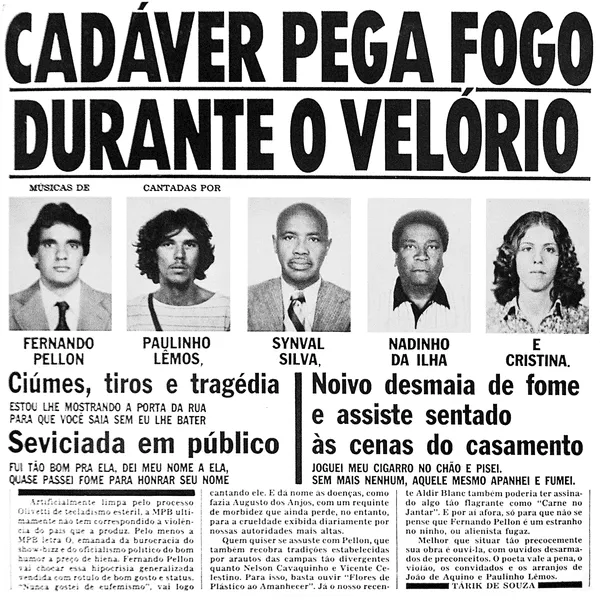 CADÁVER PEGA FOGO
DURANTE O VELÓRIO
MÚSICAS DE
CANTADAS POR
FERNANDO
PELLON
PAULINHO
LÊMOS,
SYNVAL
SILVA,
NADINHO
DA ILHA
E
CRISTINA.
Ciúmes, tiros e tragédia
ESTOU LHE MOSTRANDO A PORTA DA RUA
PARA QUE VOCÊ SAIA SEM EU LHE BATER
Seviciada em público
FUI TÃO BOM PRA ELA, DEI MEU NOME A ELA,
QUASE PASSEI FOME PARA HONRAR SEU NOME
Noivo desmaia de fome
e assiste sentado
às cenas do casamento
JOGUEI MEU CIGARRO NO CHÃO E PISEI.
SEM MAIS NENHUM, AQUELE MESMO APANHEI E FUMEI.
Artificialmente limpa pelo processo
Olivetti de tecladismo esteril, a MPB ulti-
mamente não tem correspondido a violên-
cia do país que a produz. Pelo menos a
MPB letra O, emanada da burocracia do
show-bizz e do oficialismo político do bom
humor a "preço de hiena. Fernando Pellon
vai chocar essa hipocrisia generalizada
vendida com rótulo de bom gosto e status.
"Nunca gostei de eufemismo", vai logo
cantando ele. E da nome as doenças, como
fazia Augusto dos Anjos, com um requinte
de morbidez que ainda perde, no entanto,
para a crueldade exibida diariamente por
nossas autoridades mais altas.
Quem quiser se assuste com Pellon, que
também recobra tradições estabelecidas
por arautos das campas tão divergentes
quanto Nelson Cavaquinho e Vicente Ce-
lestino. Para isso, basta ouvir "Flores de
Plástico ao Amanhecer". Já o nosso recen-
te Aldir Blanc também poderia ter assina-
do algo tão flagrante como "Carne no
Jantar". E por aí afora, só para que não se
pense que Fernando Pellon é um estranho
no ninho, ou alienista fugaz.
Melhor que situar tão precocemente
sua obra é ouví-la, com ouvidos desarma-
dos de preconceitos. O poeta vale a pena, o
violão, os convidados e os arranjos de
João de Aquino e Paulinho Lêmos.
TÁRIK DE SOUZA